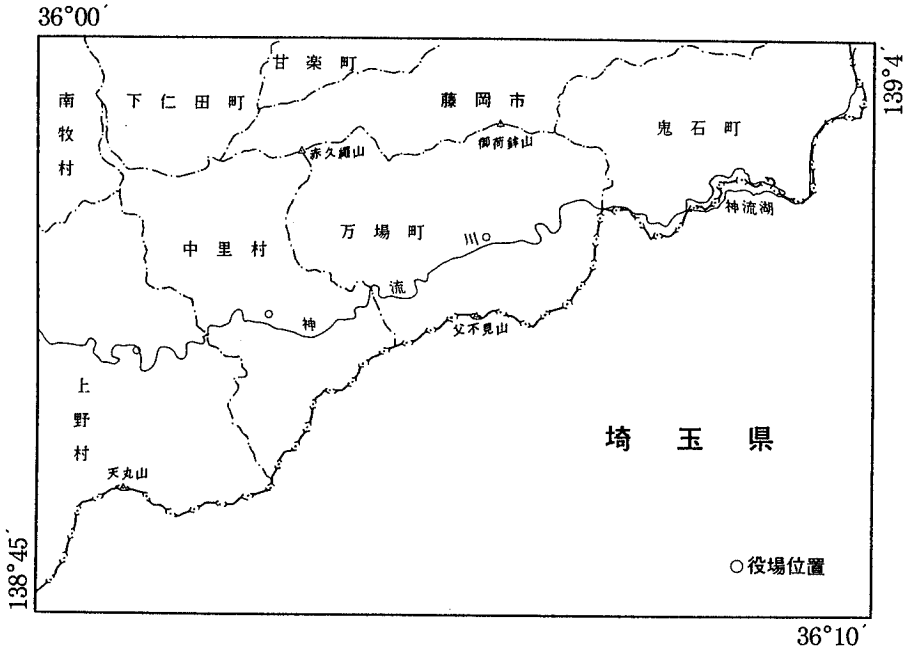 36°00′
139°4′
甘楽町
南牧村
下仁田町
藤岡市
鬼石町
赤久縄山
御荷鉾山
神流湖
中里村
万場町
川
流
神
父不見山
上野村
天丸山
埼玉県
138°45′
○役場位置
36°10′